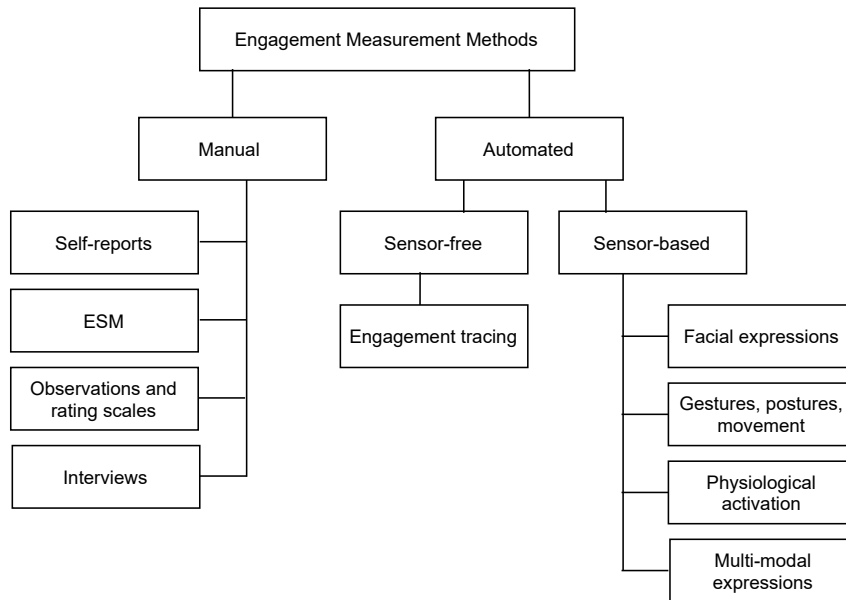 Engagement Measurement Methods
Manual
Automated
Self-reports
Sensor-free
Sensor-based
ESM
Engagement tracing
Facial expressions
Observations and
rating scales
Gestures, postures,
movement
Interviews
Physiological
activation
Multi-modal
expressions